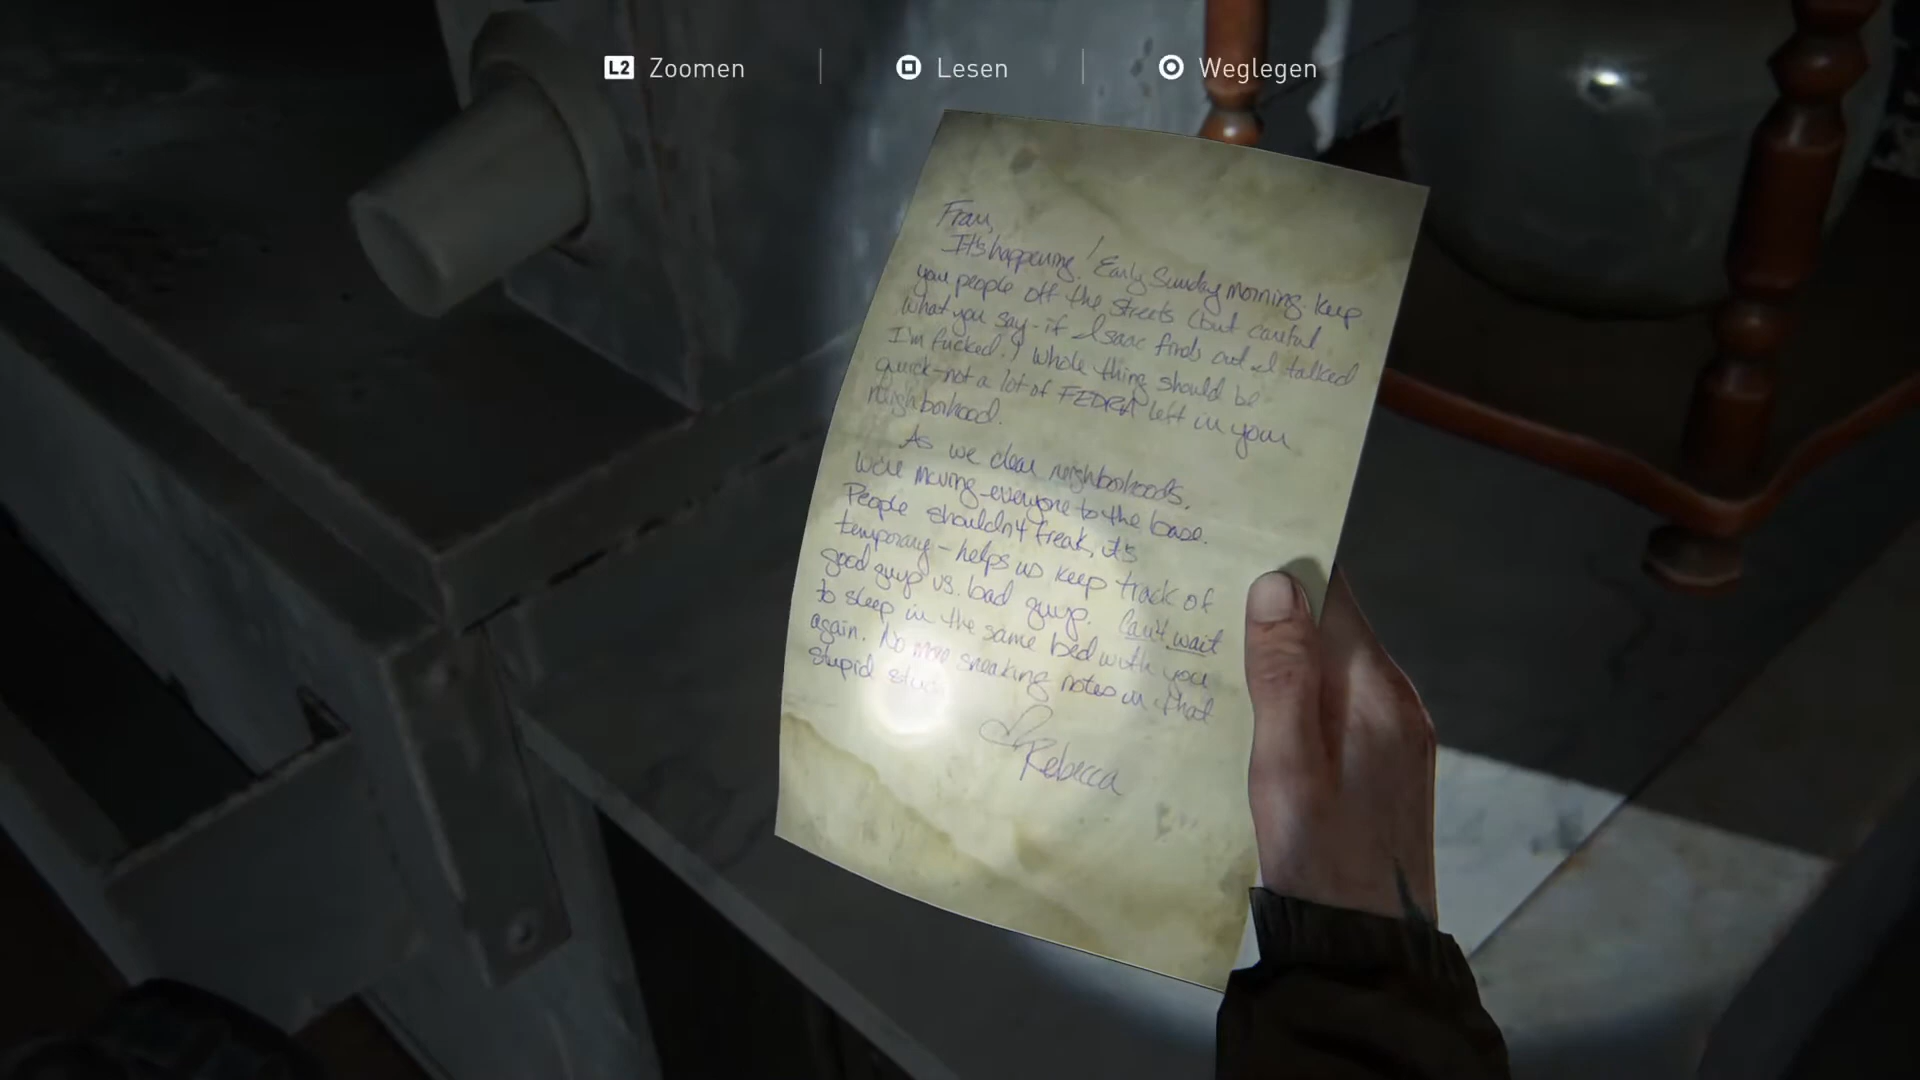 L2 Zoomen
Lesen
Weglegen
Fran,
It's happening! Early Sunday morning. Keep
your people off the streets (but careful
what you say - if Isaac finds out I talked
I'm fucked.) Whole thing should be
quick - not a lot of FEDRA left in your
neighborhood.
As we clear neighborhoods,
we're moving everyone to the base.
People shouldn't freak, it's
temporary - helps us keep track of
good guys vs. bad guys. Can't wait
to sleep in the same bed with you
again. No more sneaking notes in that
stupid
Rebecca